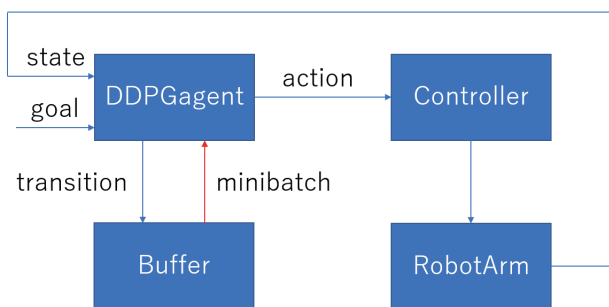 state
goal
DDPGagent
action
Controller
transition
minibatch
Buffer
RobotArm